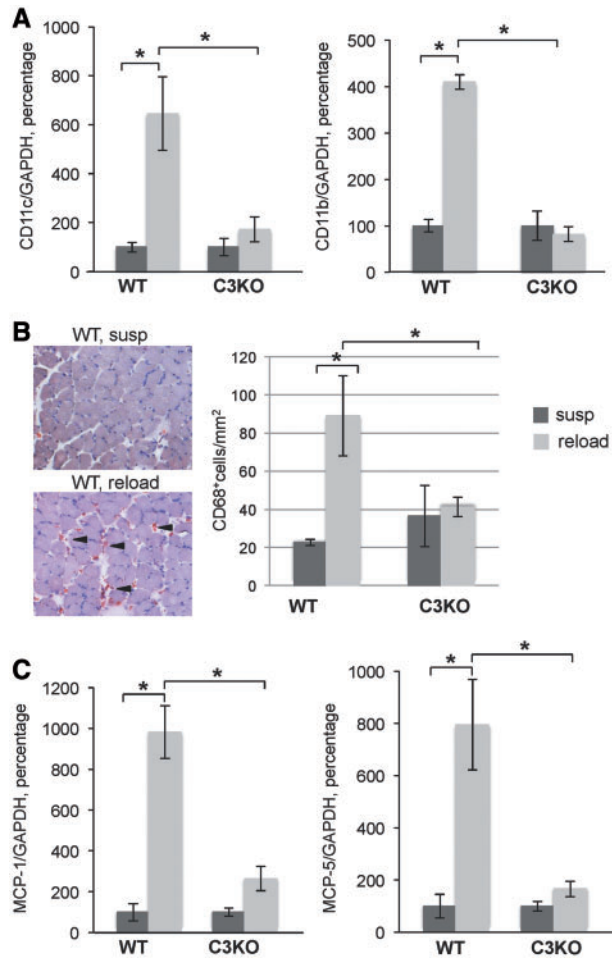 A
CD11c/GAPDH, percentage
1000
800
600
400
200
0
*
*
WT
C3KO
CD11b/GAPDH, percentage
500
400
300
200
100
0
*
*
WT
C3KO
B
WT, susp
WT, reload
CD68⁺cells/mm²
120
100
80
60
40
20
0
*
*
WT
C3KO
susp
reload
C
MCP-1/GAPDH, percentage
1200
1000
800
600
400
200
0
*
*
WT
C3KO
MCP-5/GAPDH, percentage
1000
800
600
400
200
0
*
*
WT
C3KO